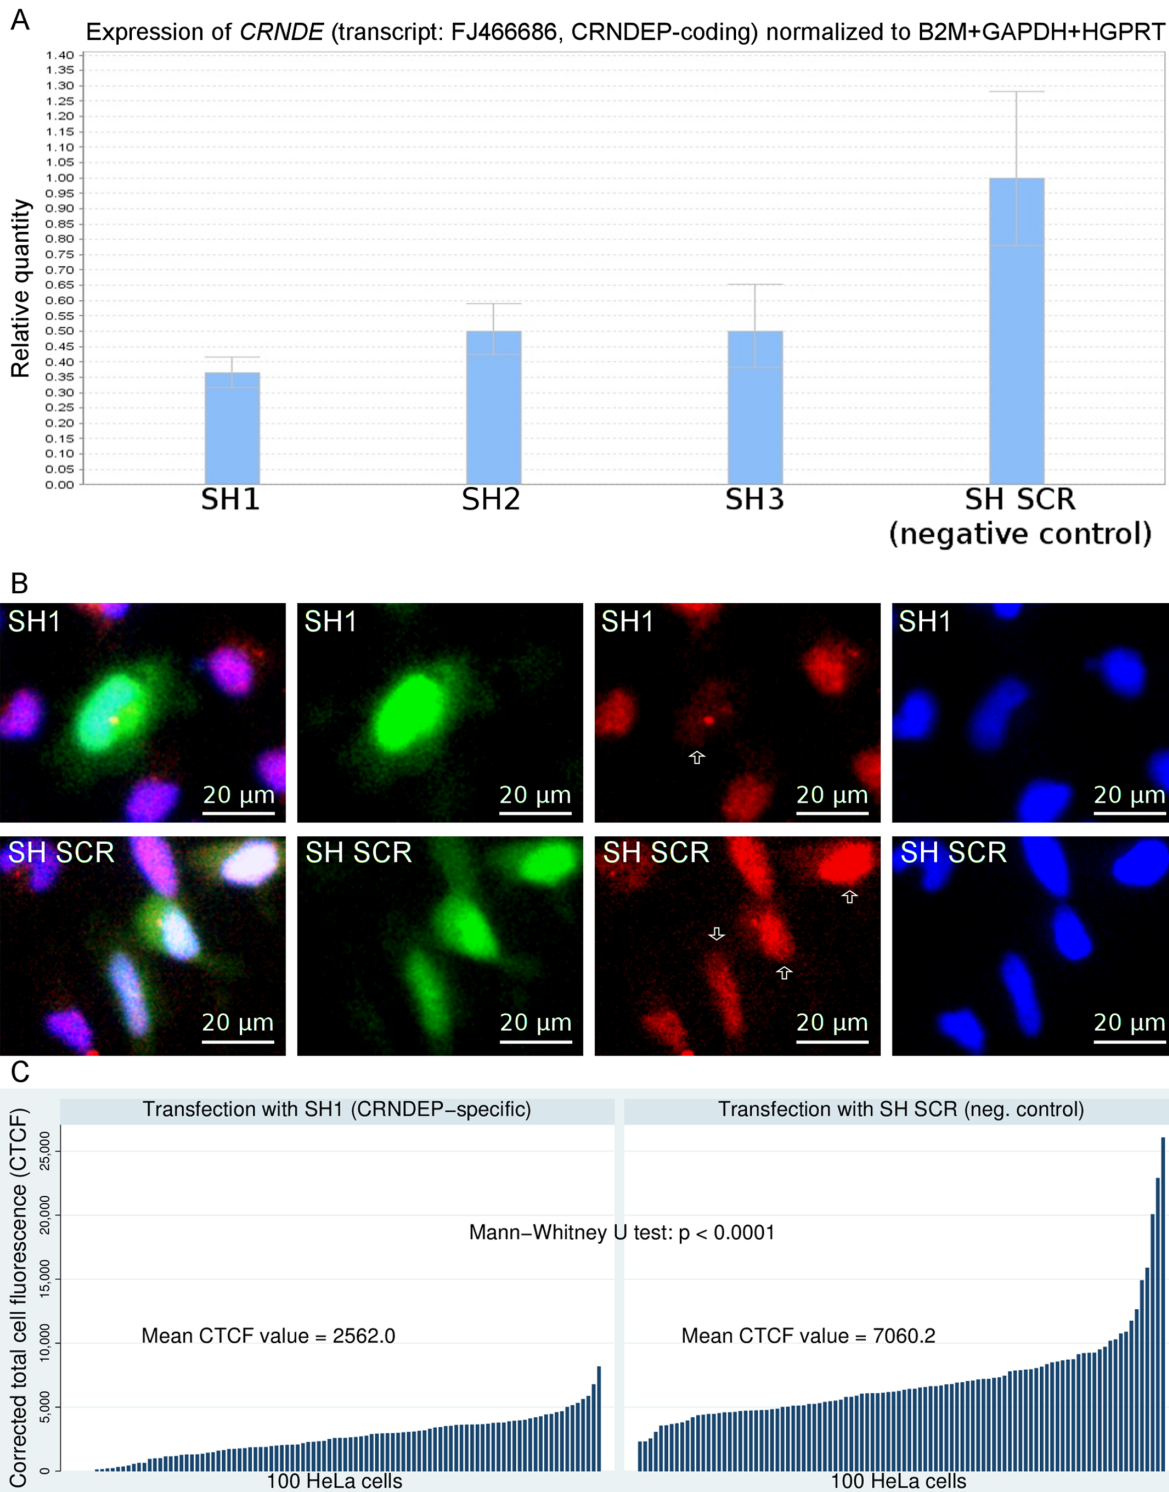 A
Expression of CRNDE (transcript: FJ466686, CRNDEP-coding) normalized to B2M+GAPDH+HGPRT
Relative quantity
1.40
1.35
1.30
1.25
1.20
1.15
1.10
1.05
1.00
0.95
0.90
0.85
0.80
0.75
0.70
0.65
0.60
0.55
0.50
0.45
0.40
0.35
0.30
0.25
0.20
0.15
0.10
0.05
0.00
SH1 SH2 SH3 SH SCR
(negative control)
B
SH1 SH1 SH1 SH1
20 µm 20 µm 20 µm 20 µm
SH SCR SH SCR SH SCR SH SCR
20 µm 20 µm 20 µm 20 µm
C
Transfection with SH1 (CRNDEP−specific) Transfection with SH SCR (neg. control)
Corrected total cell fluorescence (CTCF)
25,000
20,000
15,000
10,000
5,000
0
Mann−Whitney U test: p < 0.0001
Mean CTCF value = 2562.0 Mean CTCF value = 7060.2
100 HeLa cells 100 HeLa cells